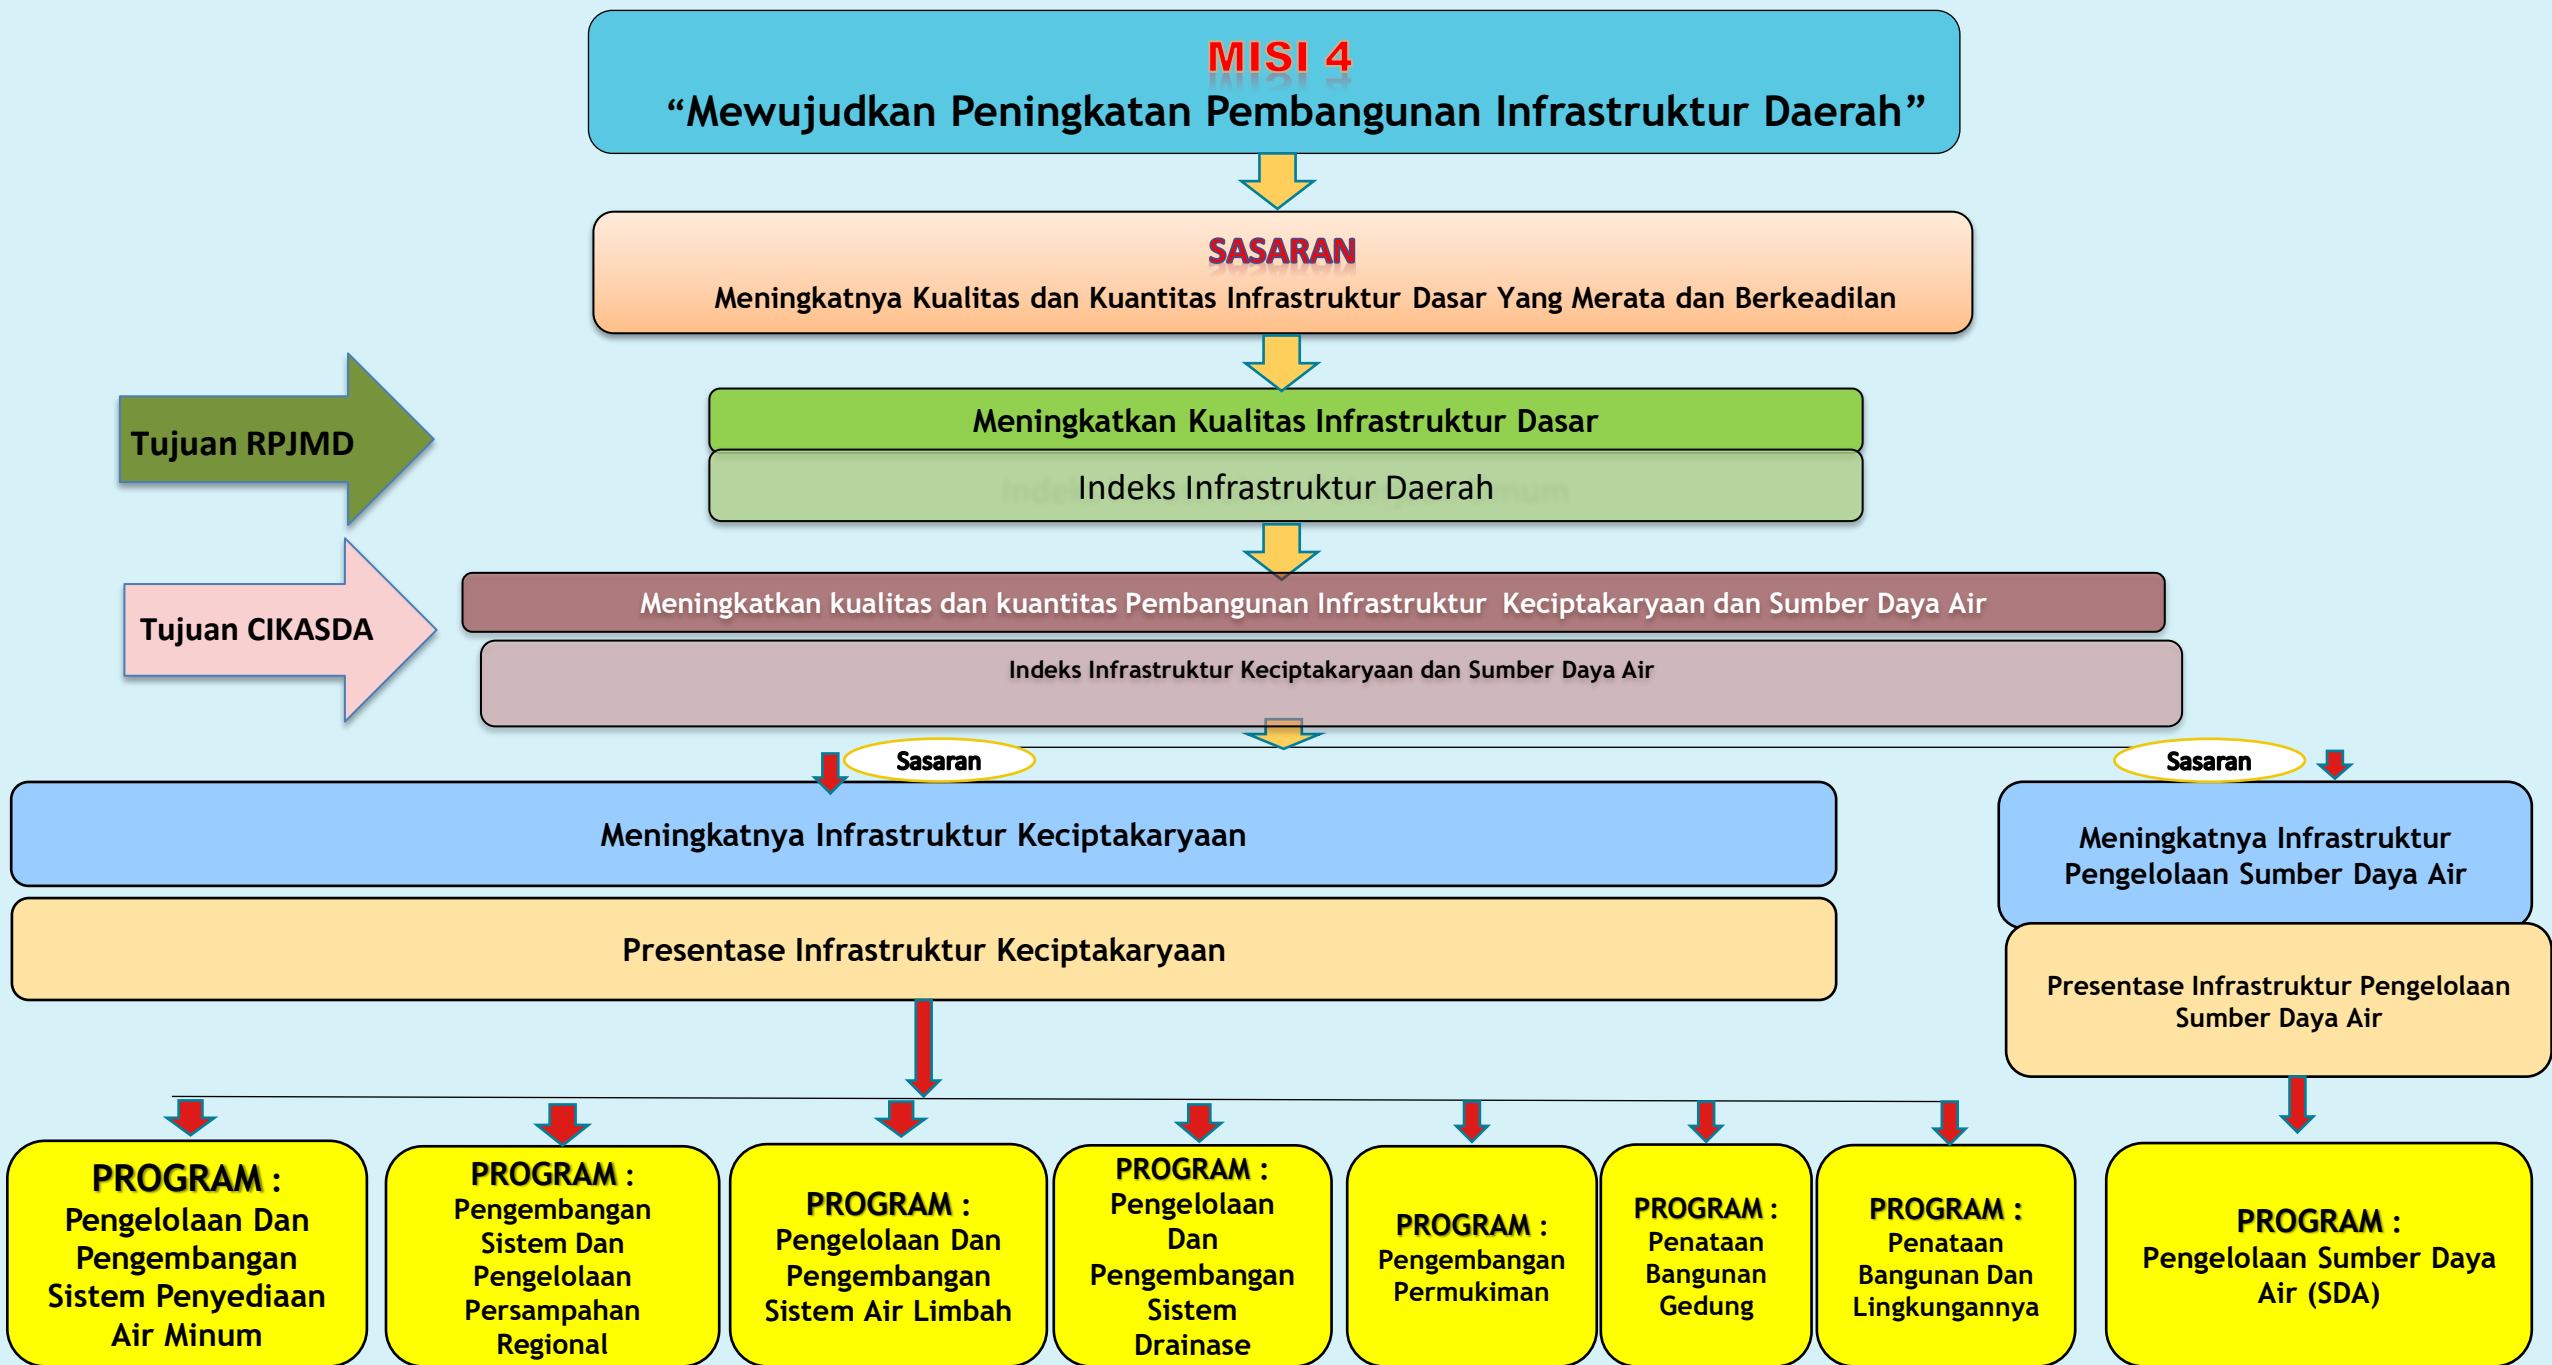 MISI 4
“Mewujudkan Peningkatan Pembangunan Infrastruktur Daerah”
SASARAN
Meningkatnya Kualitas dan Kuantitas Infrastruktur Dasar Yang Merata dan Berkeadilan
Tujuan RPJMD
Meningkatkan Kualitas Infrastruktur Dasar
Indeks Infrastruktur Daerah
Tujuan CIKASDA
Meningkatkan kualitas dan kuantitas Pembangunan Infrastruktur Keciptakaryaan dan Sumber Daya Air
Indeks Infrastruktur Keciptakaryaan dan Sumber Daya Air
Sasaran
Sasaran
Meningkatnya Infrastruktur Keciptakaryaan
Meningkatnya Infrastruktur
Pengelolaan Sumber Daya Air
Presentase Infrastruktur Keciptakaryaan
Presentase Infrastruktur Pengelolaan
Sumber Daya Air
PROGRAM :
Pengelolaan Dan
Pengembangan
Sistem Penyediaan
Air Minum
PROGRAM :
Pengembangan
Sistem Dan
Pengelolaan
Persampahan
Regional
PROGRAM :
Pengelolaan Dan
Pengembangan
Sistem Air Limbah
PROGRAM :
Pengelolaan
Dan
Pengembangan
Sistem
Drainase
PROGRAM :
Pengembangan
Permukiman
PROGRAM :
Penataan
Bangunan
Gedung
PROGRAM :
Penataan
Bangunan Dan
Lingkungannya
PROGRAM :
Pengelolaan Sumber Daya
Air (SDA)